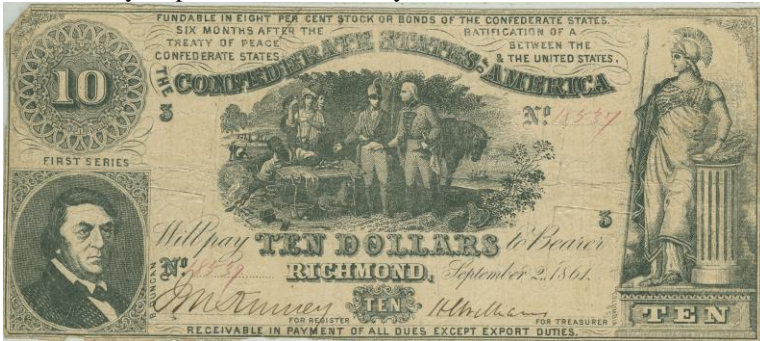 FUNDABLE IN EIGHT PER CENT STOCK OR BONDS OF THE CONFEDERATE STATES.
SIX MONTHS AFTER THE RATIFICATION OF A
TREATY OF PEACE BETWEEN THE
CONFEDERATE STATES & THE UNITED STATES.
THE CONFEDERATE STATES OF AMERICA
10
3 No 18537
FIRST SERIES
3
Will pay TEN DOLLARS to Bearer
No
RICHMOND, September 2, 1861.
B. DUNCAN
TEN
FOR REGISTER FOR TREASURER
TEN
RECEIVABLE IN PAYMENT OF ALL DUES EXCEPT EXPORT DUTIES.